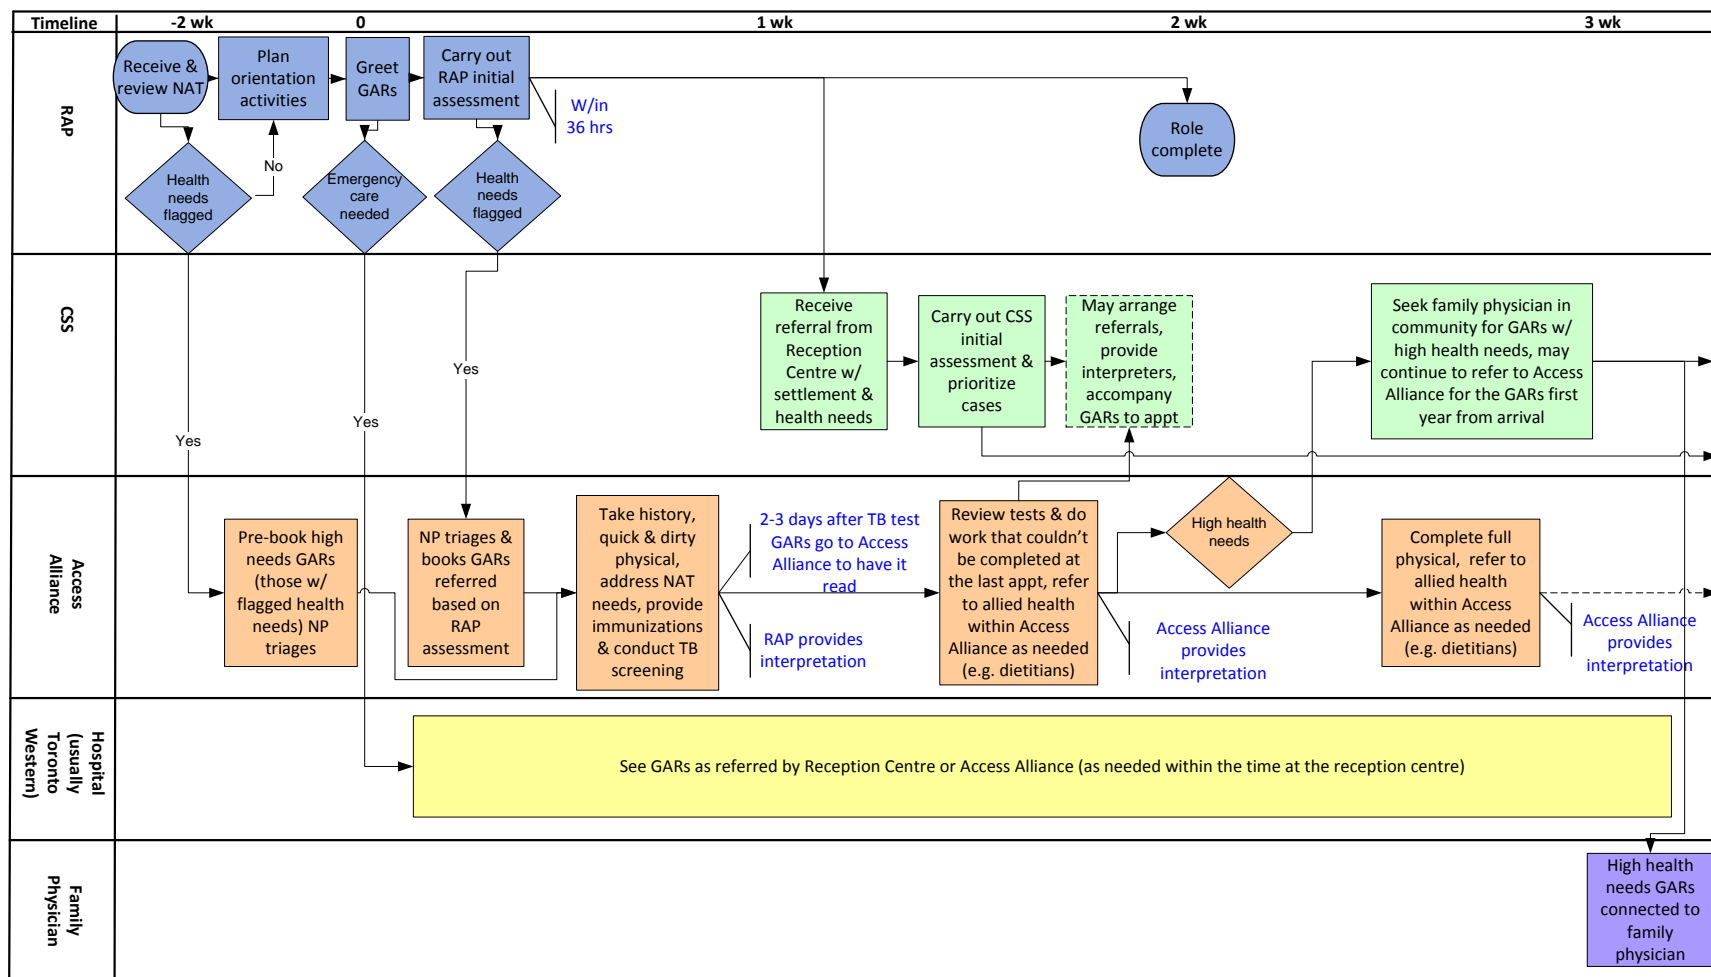 Timeline
-2 wk
0
1 wk
2 wk
3 wk
RAP
Receive &
review NAT
Plan
orientation
activities
Greet
GARs
Carry out
RAP initial
assessment
W/in
36 hrs
Role
complete
Health
needs
flagged
No
Emergency
care
needed
Health
needs
flagged
CSS
Yes
Yes
Yes
Receive
referral from
Reception
Centre w/
settlement &
health needs
Carry out CSS
initial
assessment &
prioritize
cases
May arrange
referrals,
provide
interpreters,
accompany
GARs to appt
Seek family physician in
community for GARs w/
high health needs, may
continue to refer to Access
Alliance for the GARs first
year from arrival
Access
Alliance
Pre-book high
needs GARs
(those w/
flagged health
needs) NP
triages
NP triages &
books GARs
referred
based on
RAP
assessment
Take history,
quick & dirty
physical,
address NAT
needs, provide
immunizations
& conduct TB
screening
2-3 days after TB test
GARs go to Access
Alliance to have it
read
RAP provides
interpretation
Review tests & do
work that couldn't
be completed at
the last appt, refer
to allied health
within Access
Alliance as needed
(e.g. dietitians)
High health
needs
Access Alliance
provides
interpretation
Complete full
physical, refer to
allied health
within Access
Alliance as needed
(e.g. dietitians)
Access Alliance
provides
interpretation
Hospital
(usually
Toronto
Western)
See GARs as referred by Reception Centre or Access Alliance (as needed within the time at the reception centre)
Family
Physician
High health
needs GARs
connected to
family
physician